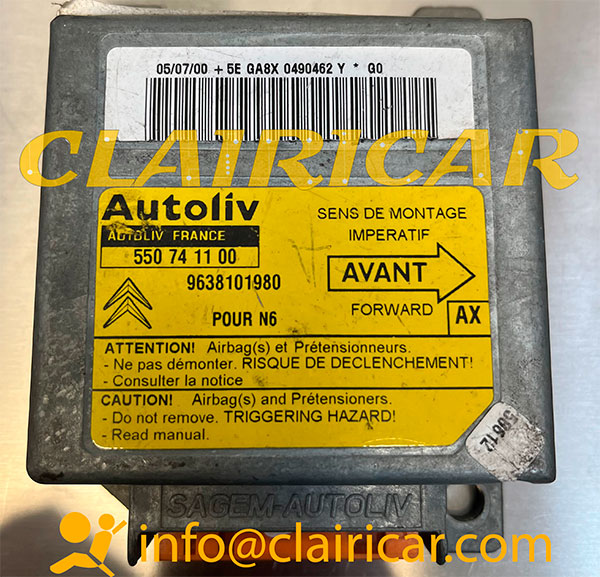 05/07/00 + 5E GA8X 0490462 Y * G0
CLAIRICAR
Autoliv
AUTOLIV FRANCE
550 74 11 00
9638101980
POUR N6
SENS DE MONTAGE
IMPERATIF
AVANT
FORWARD
AX
ATTENTION! Airbag(s) et Prétensionneurs.
- Ne pas démonter. RISQUE DE DECLENCHEMENT!
- Consulter la notice
CAUTION! Airbag(s) and Prétensioners.
- Do not remove. TRIGGERING HAZARD!
- Read manual.
SAGEM-AUTOLIV
info@clairicar.com